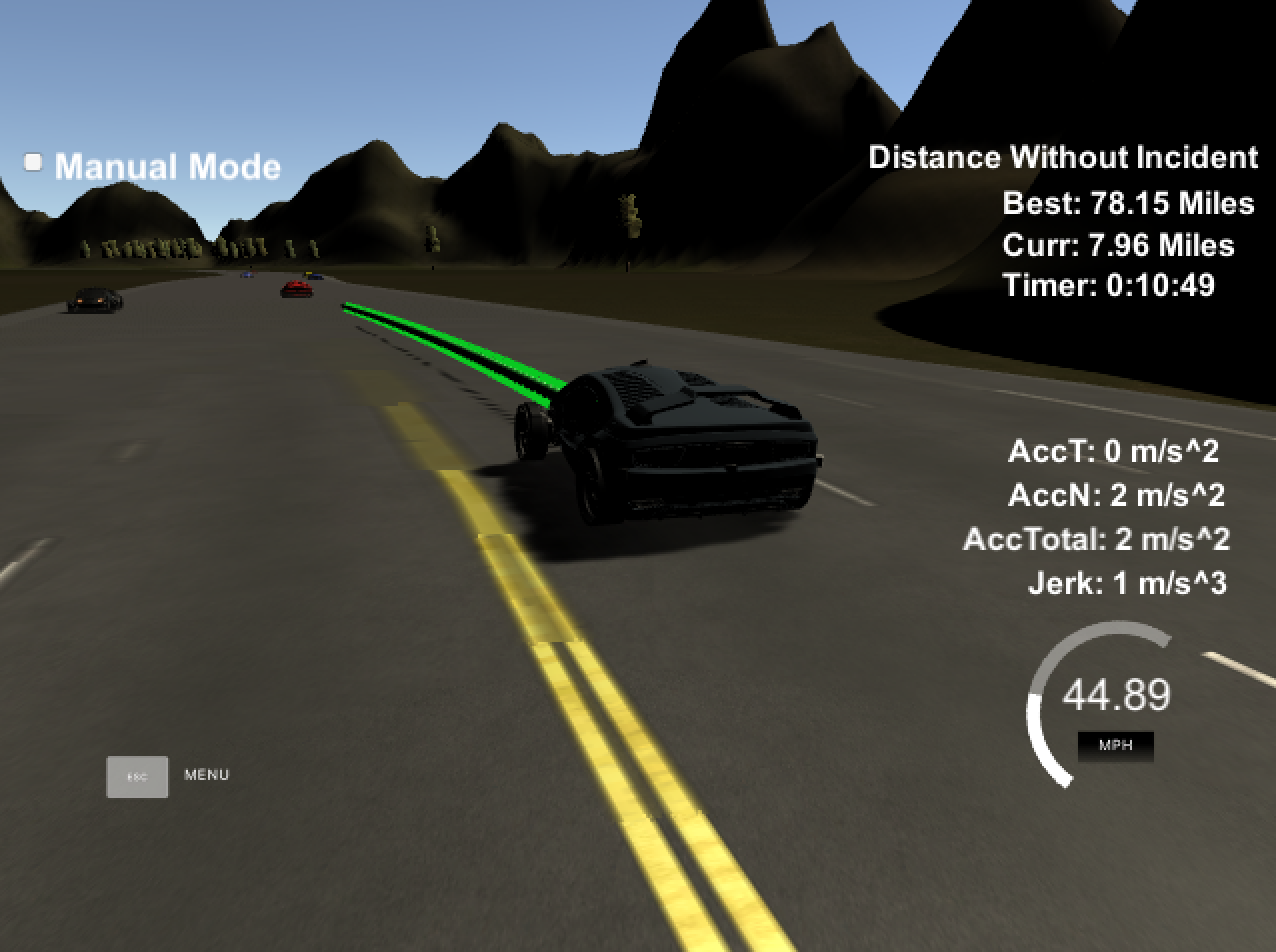 Manual Mode
Distance Without Incident
Best: 78.15 Miles
Curr: 7.96 Miles
Timer: 0:10:49
AccT: 0 m/s^2
AccN: 2 m/s^2
AccTotal: 2 m/s^2
Jerk: 1 m/s^3
44.89
MPH
ESC MENU